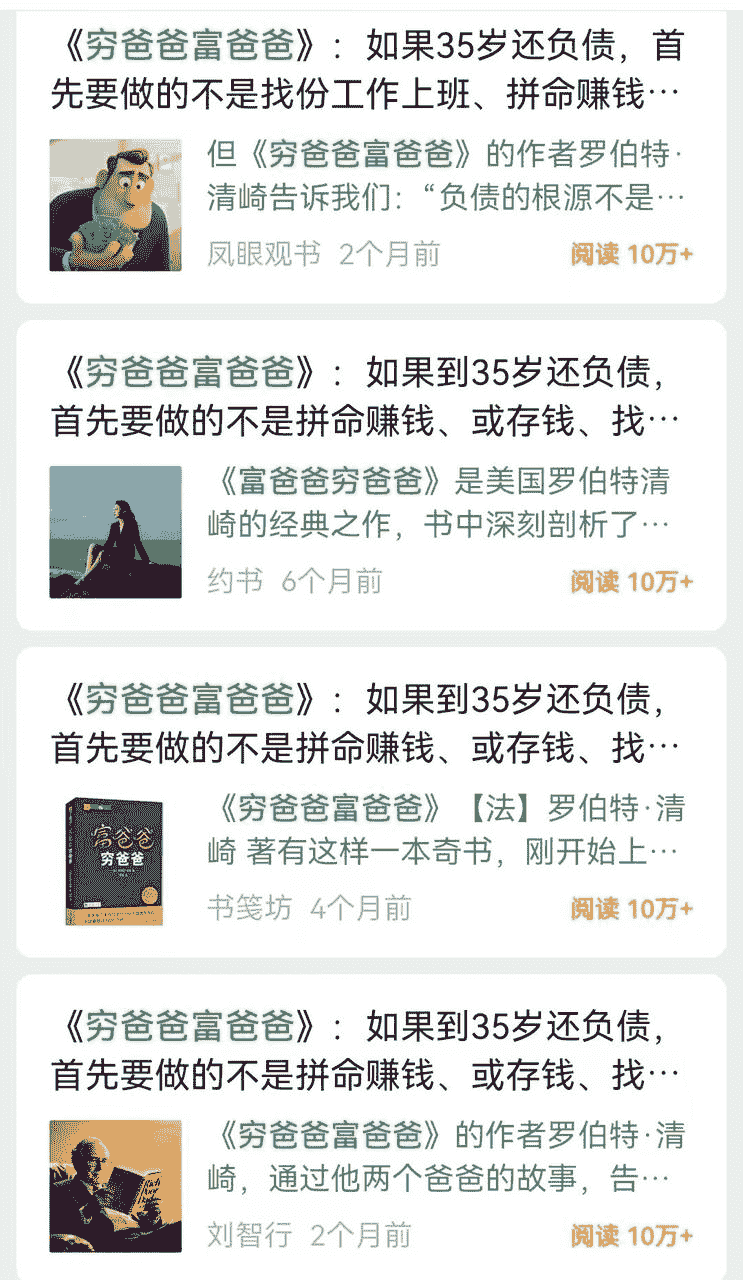 《穷爸爸富爸爸》：如果35岁还负债，首
先要做的不是找份工作上班、拼命赚钱…
但《穷爸爸富爸爸》的作者罗伯特·
清崎告诉我们：“负债的根源不是…
凤眼观书 2个月前
阅读 10万+
《穷爸爸富爸爸》：如果到35岁还负债，
首先要做的不是拼命赚钱、或存钱、找…
《富爸爸穷爸爸》是美国罗伯特清
崎的经典之作，书中深刻剖析了…
约书 6个月前
阅读 10万+
《穷爸爸富爸爸》：如果到35岁还负债，
首先要做的不是拼命赚钱、或存钱、找…
富爸爸
穷爸爸
《穷爸爸富爸爸》【法】罗伯特·清
崎 著有这样一本奇书，刚开始上…
书笺坊 4个月前
阅读 10万+
《穷爸爸富爸爸》：如果到35岁还负债，
首先要做的不是拼命赚钱、或存钱、找…
《穷爸爸富爸爸》的作者罗伯特·清
崎，通过他两个爸爸的故事，告…
刘智行 2个月前
阅读 10万+